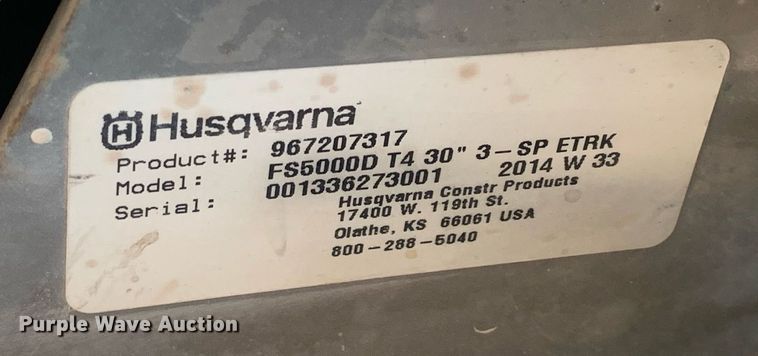 Husqvarna
Product#: 967207317
Model: FS5000D T4 30" 3-SP ETRK
Serial: 001336273001 2014 W 33
Husqvarna Constr Products
17400 W. 119th St.
Olathe, KS 66061 USA
800-288-5040
Purple Wave Auction